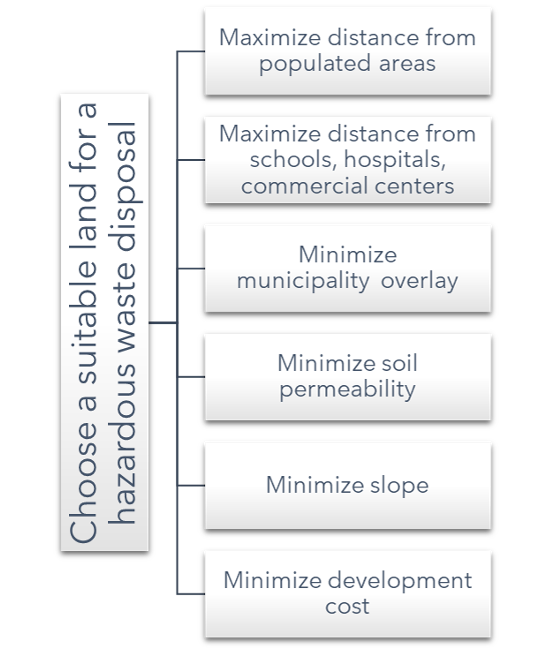 Choose a suitable land for a
hazardous waste disposal
Maximize distance from
populated areas
Maximize distance from
schools, hospitals,
commercial centers
Minimize
municipality overlay
Minimize soil
permeability
Minimize slope
Minimize development
cost